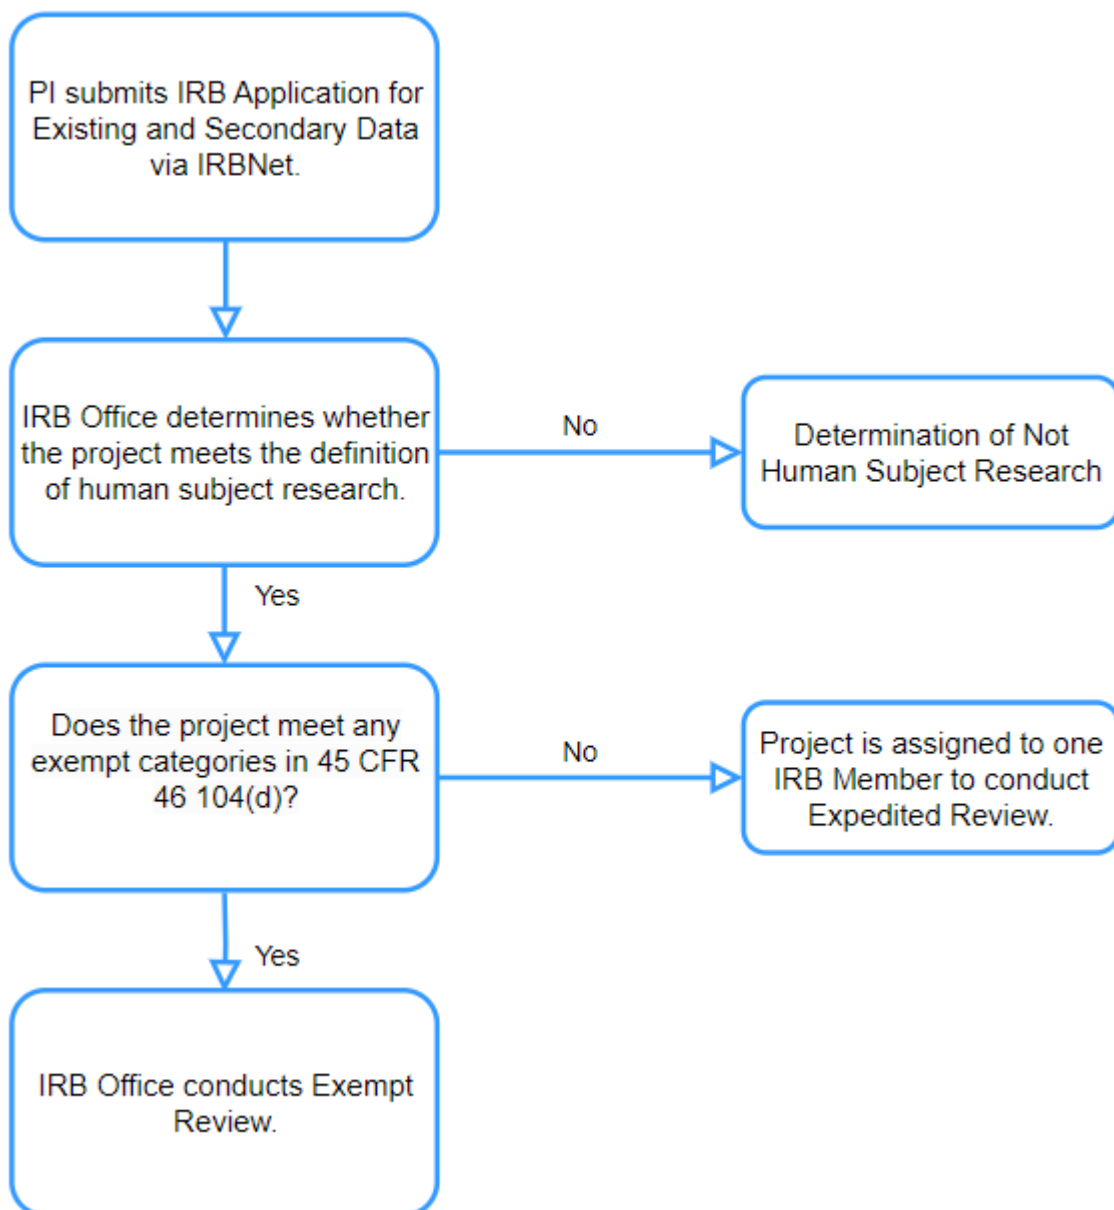 PI submits IRB Application for
Existing and Secondary Data
via IRBNet.
IRB Office determines whether
the project meets the definition
of human subject research.
No
Determination of Not
Human Subject Research
Yes
Does the project meet any
exempt categories in 45 CFR
46 104(d)?
No
Project is assigned to one
IRB Member to conduct
Expedited Review.
Yes
IRB Office conducts Exempt
Review.